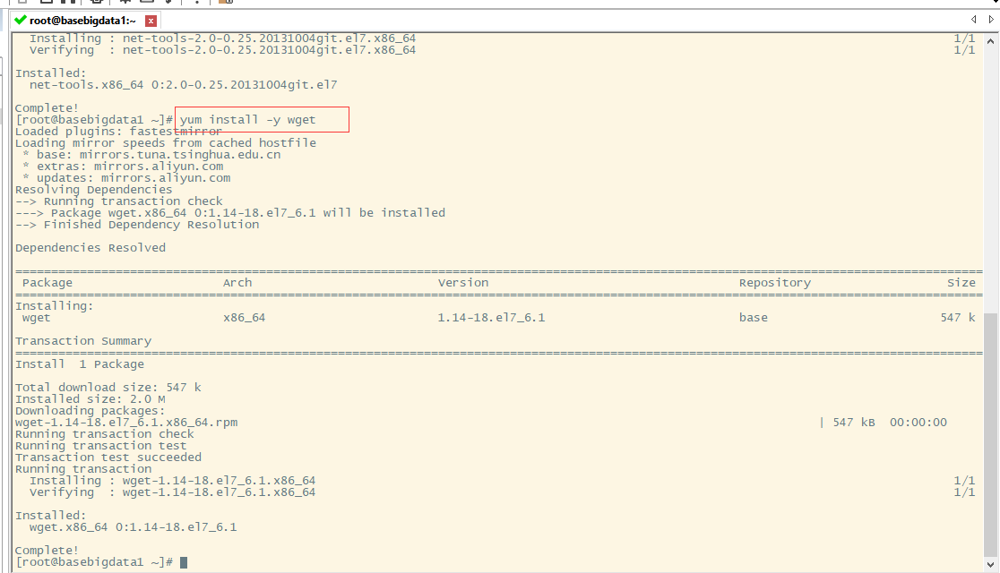 root@basebigdata1:~
Installing : net-tools-2.0-0.25.20131004git.el7.x86_64 1/1
Verifying : net-tools-2.0-0.25.20131004git.el7.x86_64 1/1
Installed:
net-tools.x86_64 0:2.0-0.25.20131004git.el7
Complete!
[root@basebigdata1 ~]# yum install -y wget
Loaded plugins: fastestmirror
Loading mirror speeds from cached hostfile
* base: mirrors.tuna.tsinghua.edu.cn
* extras: mirrors.aliyun.com
* updates: mirrors.aliyun.com
Resolving Dependencies
--> Running transaction check
---> Package wget.x86_64 0:1.14-18.el7_6.1 will be installed
--> Finished Dependency Resolution
Dependencies Resolved
Package Arch Version Repository Size
Installing:
wget x86_64 1.14-18.el7_6.1 base 547 k
Transaction Summary
Install 1 Package
Total download size: 547 k
Installed size: 2.0 M
Downloading packages:
wget-1.14-18.el7_6.1.x86_64.rpm | 547 kB 00:00:00
Running transaction check
Running transaction test
Transaction test succeeded
Running transaction
Installing : wget-1.14-18.el7_6.1.x86_64 1/1
Verifying : wget-1.14-18.el7_6.1.x86_64 1/1
Installed:
wget.x86_64 0:1.14-18.el7_6.1
Complete!
[root@basebigdata1 ~]#